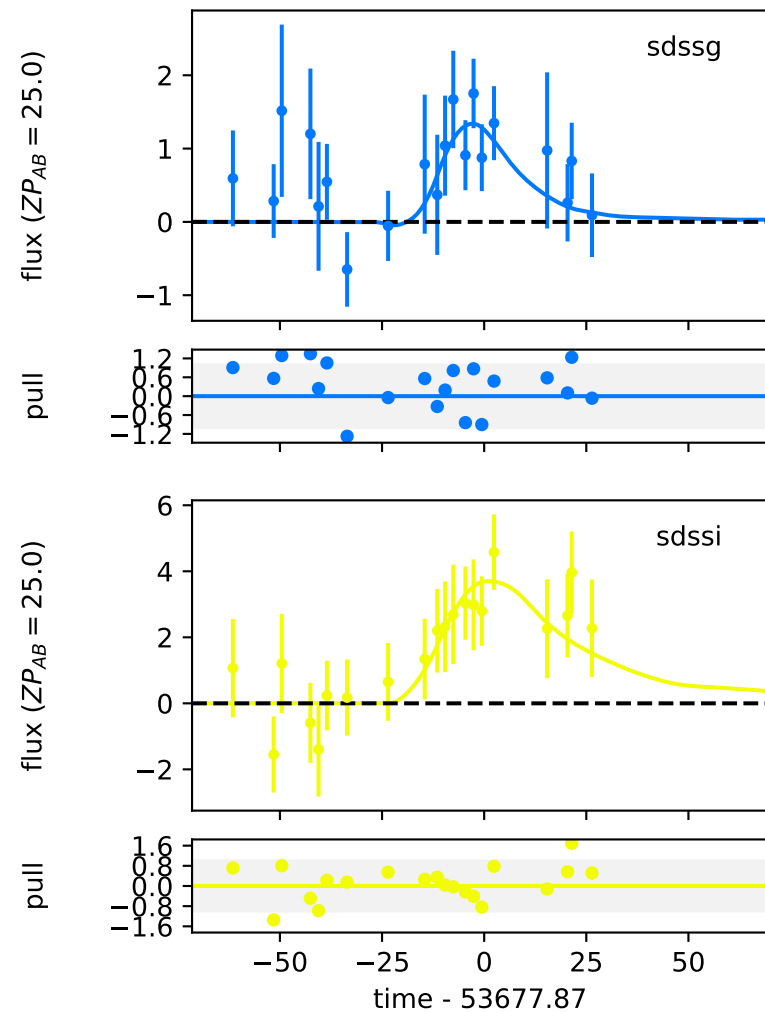 sdssg
flux (ZP_AB = 25.0)
2
1
0
−1
pull
1.2
0.6
0.0
−0.6
−1.2
sdssi
flux (ZP_AB = 25.0)
6
4
2
0
−2
pull
1.6
0.8
0.0
−0.8
−1.6
−50 −25 0 25 50
time - 53677.87